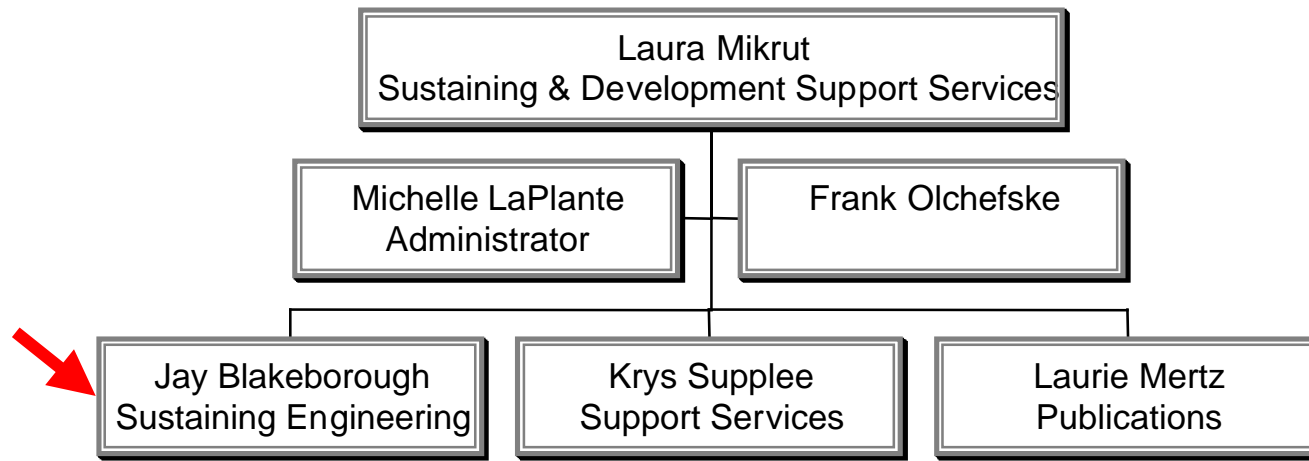 Laura Mikrut
Sustaining & Development Support Services
Michelle LaPlante
Administrator
Frank Olchefske
Jay Blakeborough
Sustaining Engineering
Krys Supplee
Support Services
Laurie Mertz
Publications